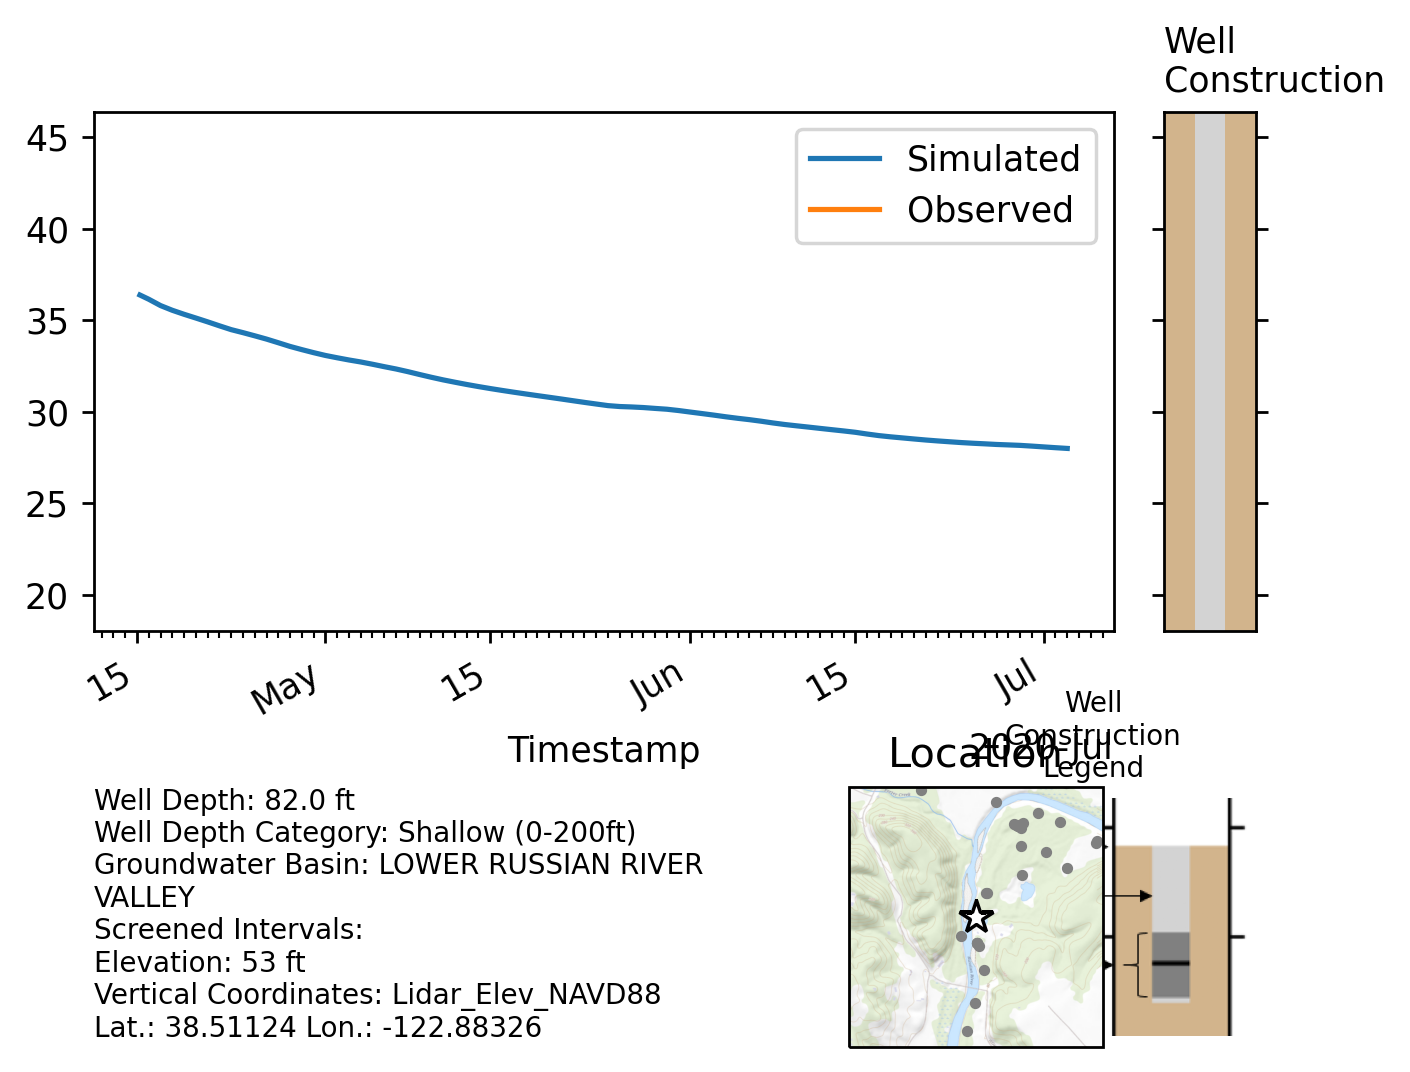 Well
Construction
45
40
35
30
25
20
Simulated
Observed
15
May
15
Jun
15
Jul
Timestamp
2020-Jul
Location
Well
Construction
Legend
Well Depth: 82.0 ft
Well Depth Category: Shallow (0-200ft)
Groundwater Basin: LOWER RUSSIAN RIVER
VALLEY
Screened Intervals:
Elevation: 53 ft
Vertical Coordinates: Lidar_Elev_NAVD88
Lat.: 38.51124 Lon.: -122.88326